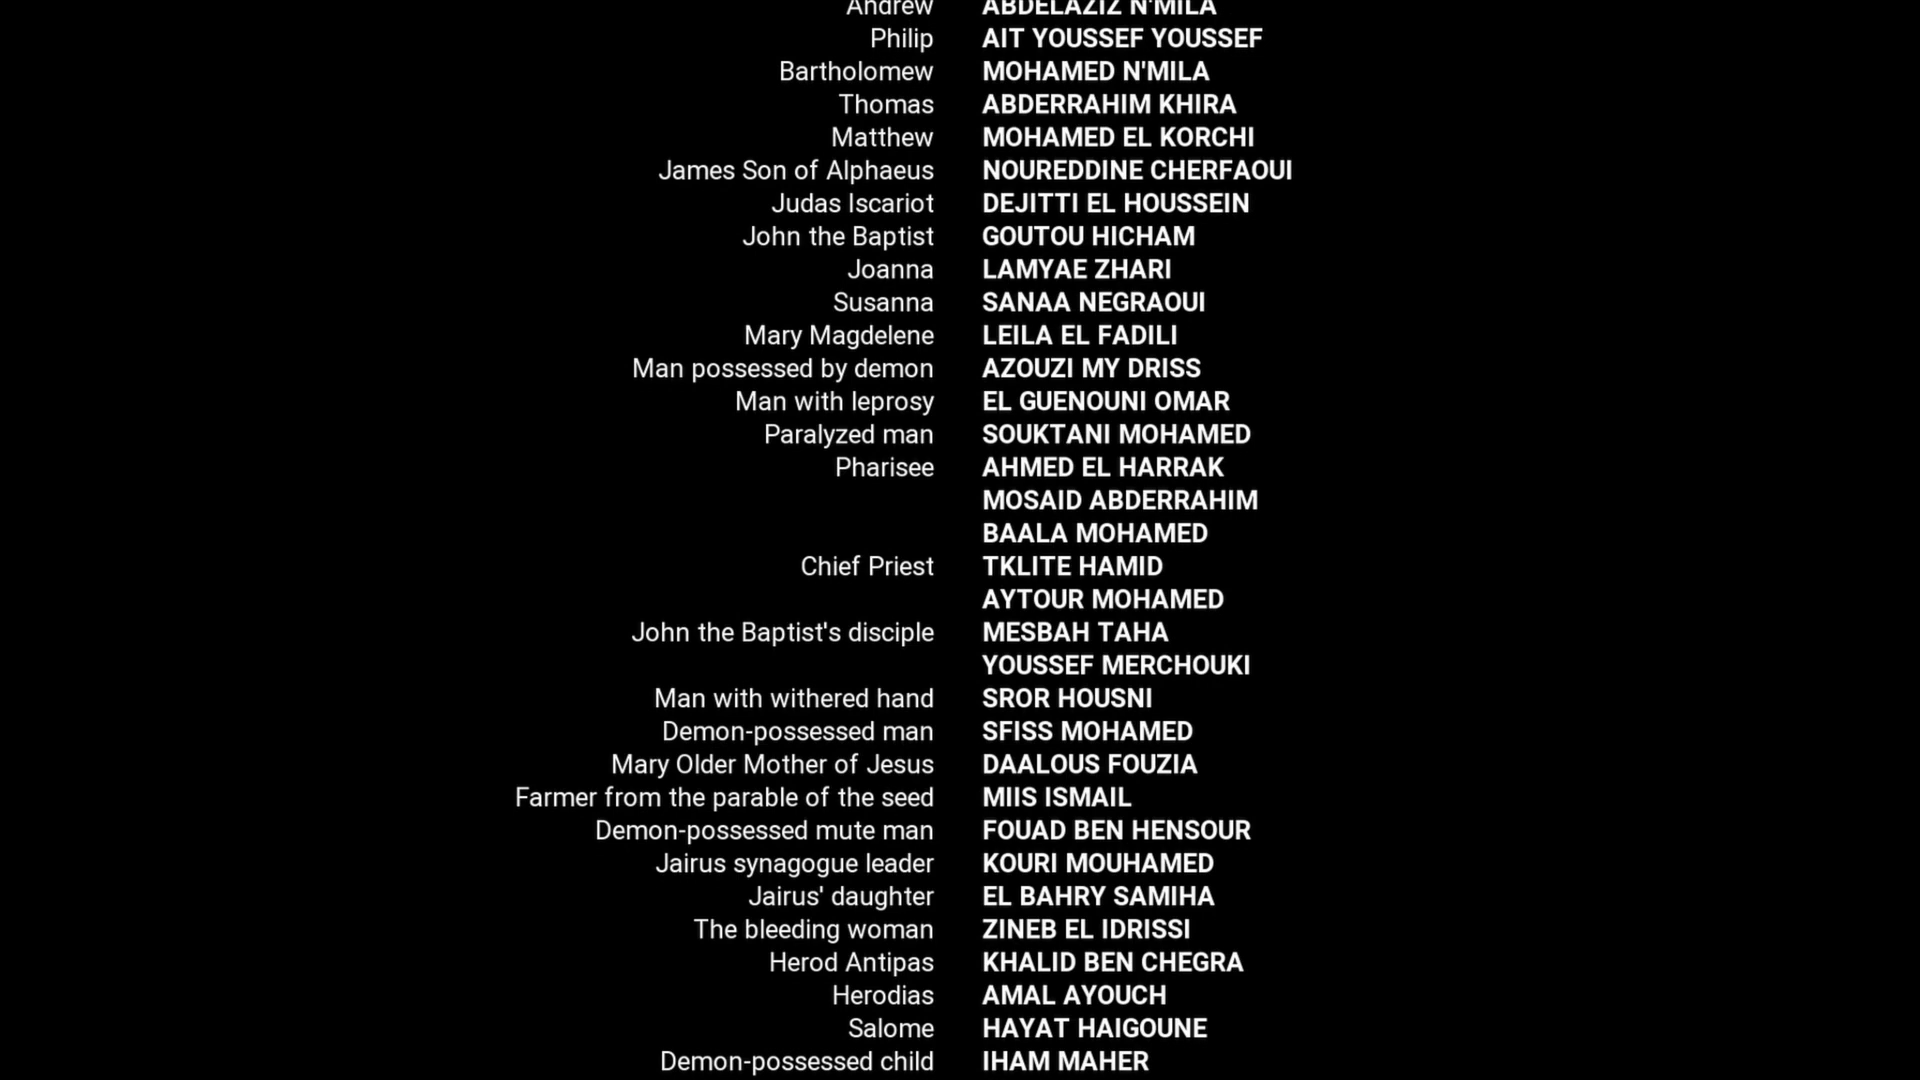 Andrew ABDELAZIZ N'MILA
Philip AIT YOUSSEF YOUSSEF
Bartholomew MOHAMED N'MILA
Thomas ABDERRAHIM KHIRA
Matthew MOHAMED EL KORCHI
James Son of Alphaeus NOUREDDINE CHERFAOUI
Judas Iscariot DEJITTI EL HOUSSEIN
John the Baptist GOUTOU HICHAM
Joanna LAMYAE ZHARI
Susanna SANAA NEGRAOUI
Mary Magdelene LEILA EL FADILI
Man possessed by demon AZOUZI MY DRISS
Man with leprosy EL GUENOUNI OMAR
Paralyzed man SOUKTANI MOHAMED
Pharisee AHMED EL HARRAK
MOSAID ABDERRAHIM
BAALA MOHAMED
Chief Priest TKLITE HAMID
AYTOUR MOHAMED
John the Baptist's disciple MESBAH TAHA
YOUSSEF MERCHOUKI
Man with withered hand SROR HOUSNI
Demon-possessed man SFISS MOHAMED
Mary Older Mother of Jesus DAALOUS FOUZIA
Farmer from the parable of the seed MIIS ISMAIL
Demon-possessed mute man FOUAD BEN HENSOUR
Jairus synagogue leader KOURI MOUHAMED
Jairus' daughter EL BAHRY SAMIHA
The bleeding woman ZINEB EL IDRISSI
Herod Antipas KHALID BEN CHEGRA
Herodias AMAL AYOUCH
Salome HAYAT HAIGOUNE
Demon-possessed child IHAM MAHER